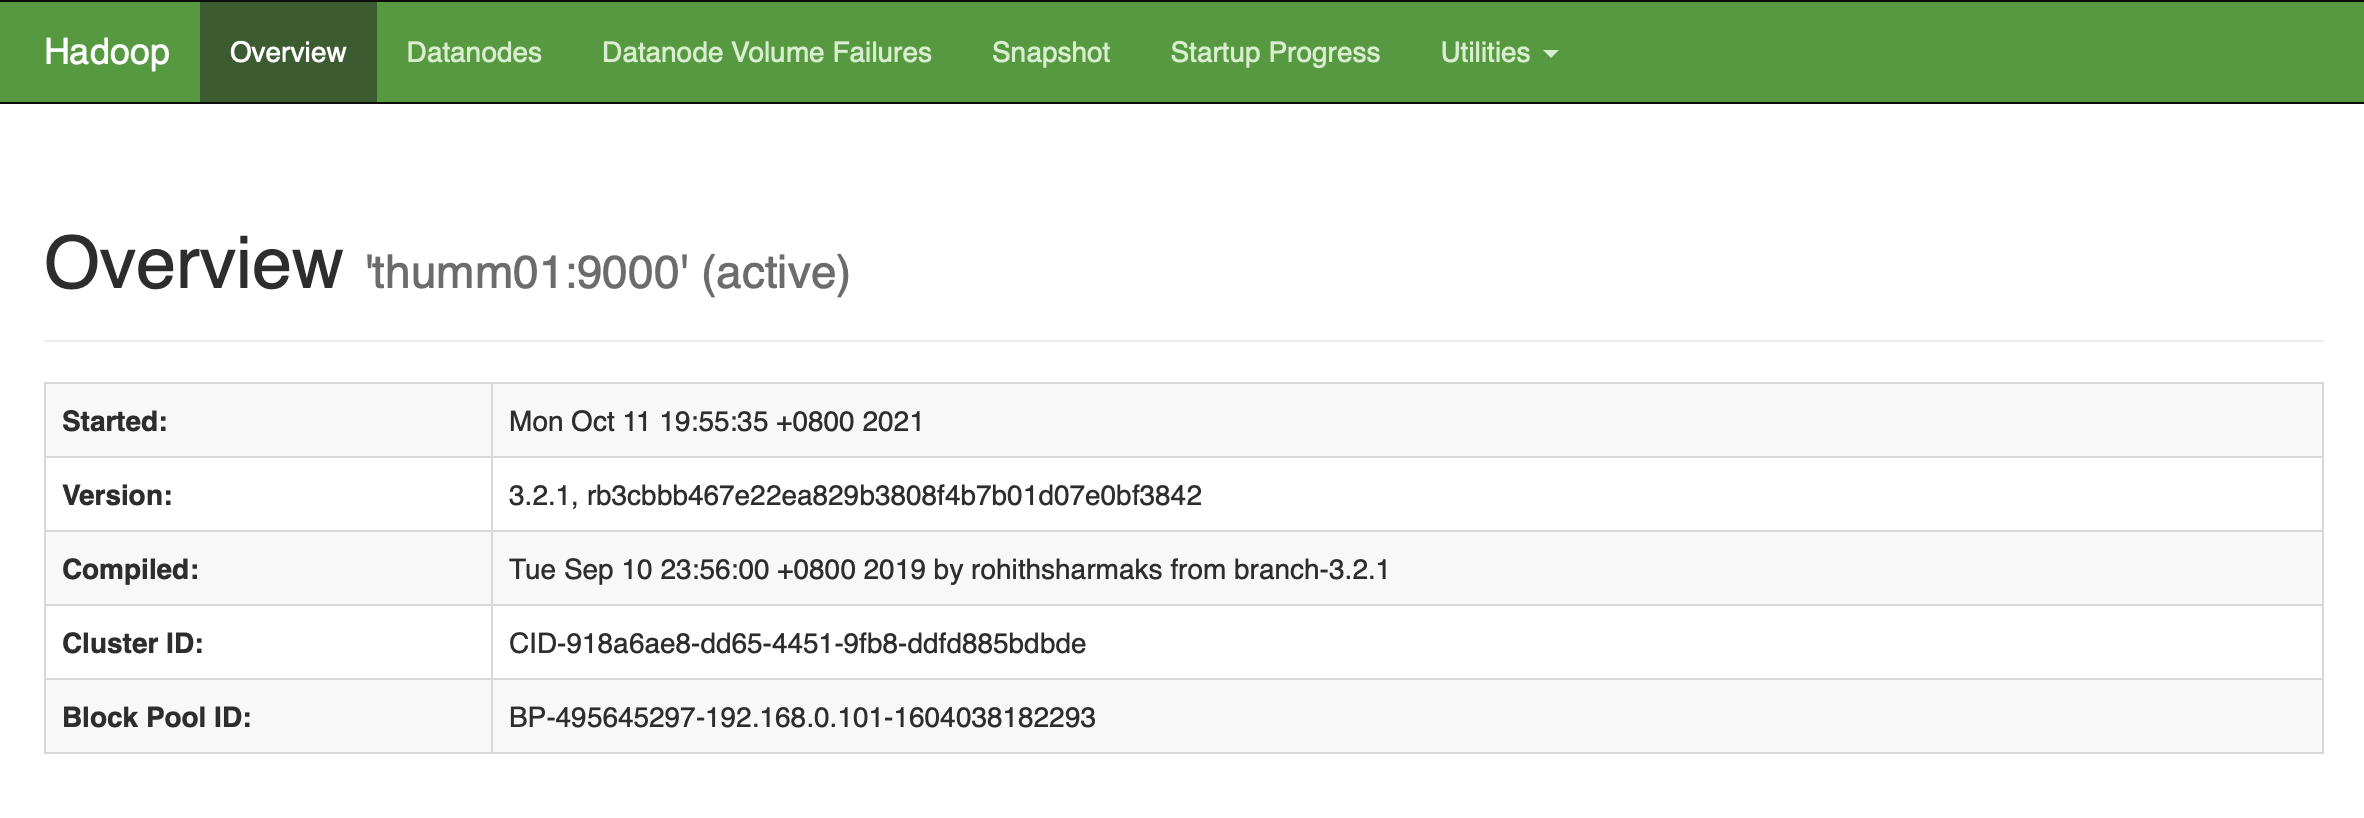 Hadoop Overview Datanodes Datanode Volume Failures Snapshot Startup Progress Utilities
Overview 'thumm01:9000' (active)
Started: Mon Oct 11 19:55:35 +0800 2021
Version: 3.2.1, rb3cbbb467e22ea829b3808f4b7b01d07e0bf3842
Compiled: Tue Sep 10 23:56:00 +0800 2019 by rohithsharmaks from branch-3.2.1
Cluster ID: CID-918a6ae8-dd65-4451-9fb8-ddfd885bdbde
Block Pool ID: BP-495645297-192.168.0.101-1604038182293